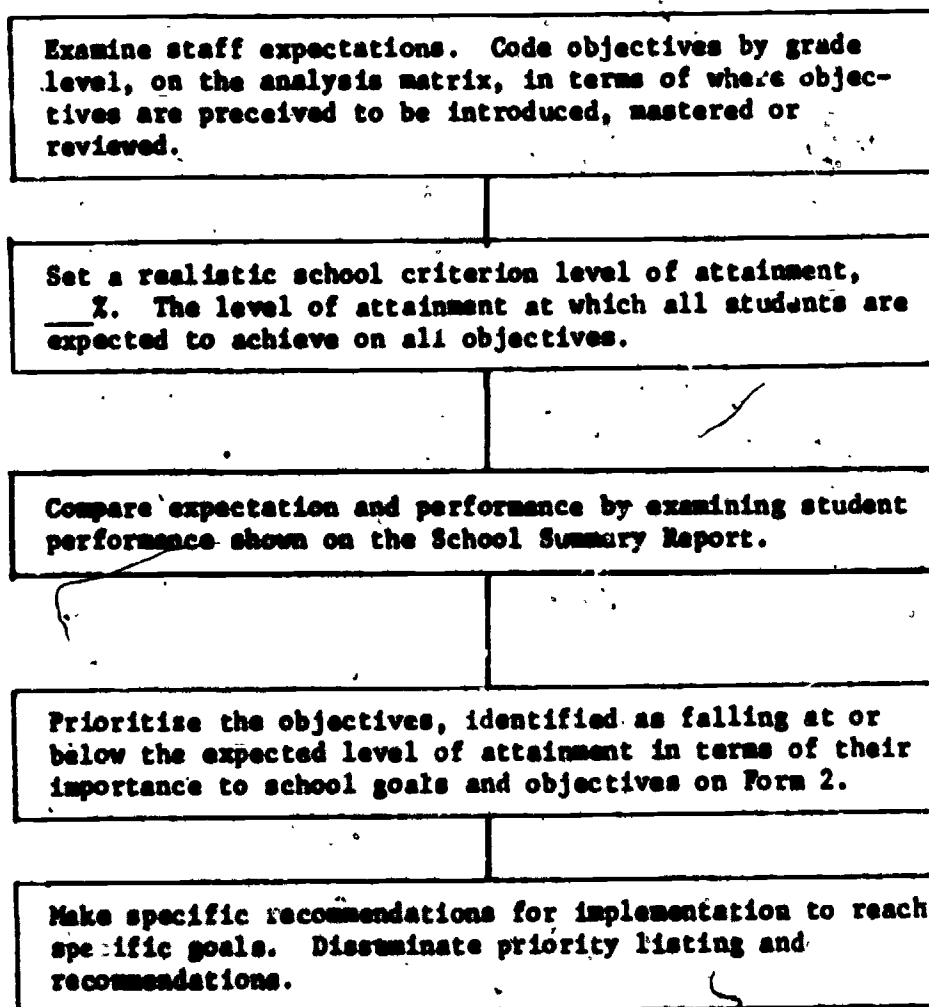 Examine staff expectations. Code objectives by grade
level, on the analysis matrix, in terms of where objec-
tives are preceived to be introduced, mastered or
reviewed.
Set a realistic school criterion level of attainment,
___%. The level of attainment at which all students are
expected to achieve on all objectives.
Compare expectation and performance by examining student
performance shown on the School Summary Report.
Prioritize the objectives, identified as falling at or
below the expected level of attainment in terms of their
importance to school goals and objectives on Form 2.
Make specific recommendations for implementation to reach
specific goals. Disseminate priority listing and
recommendations.